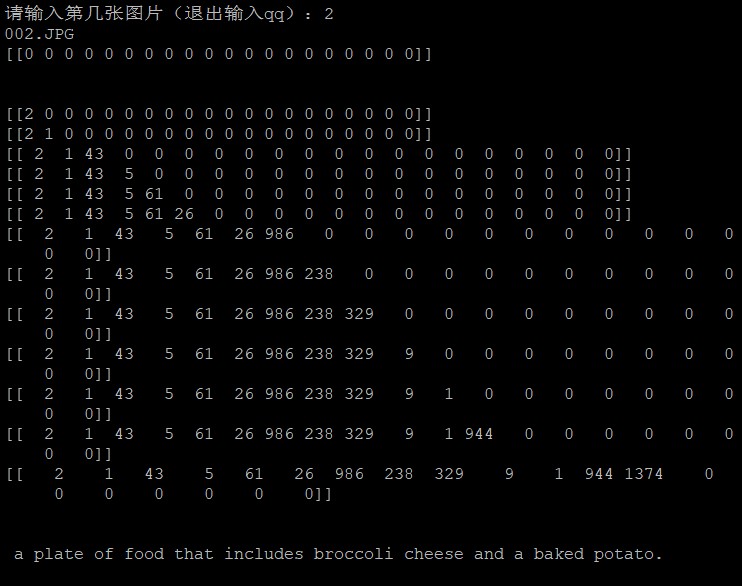 请输入第几张图片（退出输入qq）：2
002.JPG
[[0 0 0 0 0 0 0 0 0 0 0 0 0 0 0 0 0 0 0 0]]
[[2 0 0 0 0 0 0 0 0 0 0 0 0 0 0 0 0 0 0 0]]
[[2 1 0 0 0 0 0 0 0 0 0 0 0 0 0 0 0 0 0 0]]
[[ 2  1 43  0  0  0  0  0  0  0  0  0  0  0  0  0  0  0  0  0]]
[[ 2  1 43  5  0  0  0  0  0  0  0  0  0  0  0  0  0  0  0  0]]
[[ 2  1 43  5 61  0  0  0  0  0  0  0  0  0  0  0  0  0  0  0]]
[[ 2  1 43  5 61 26  0  0  0  0  0  0  0  0  0  0  0  0  0  0]]
[[  2   1  43   5  61  26 986   0   0   0   0   0   0   0   0   0   0   0
    0   0]]
[[  2   1  43   5  61  26 986 238   0   0   0   0   0   0   0   0   0   0
    0   0]]
[[  2   1  43   5  61  26 986 238 329   0   0   0   0   0   0   0   0   0
    0   0]]
[[  2   1  43   5  61  26 986 238 329   9   0   0   0   0   0   0   0   0
    0   0]]
[[  2   1  43   5  61  26 986 238 329   9   1   0   0   0   0   0   0   0
    0   0]]
[[  2   1  43   5  61  26 986 238 329   9   1 944   0   0   0   0   0   0
    0   0]]
[[   2    1   43    5   61   26  986  238  329    9    1  944 1374    0
     0    0    0    0    0    0]]
a plate of food that includes broccoli cheese and a baked potato.